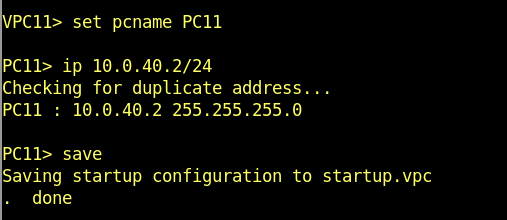 VPC11> set pcname PC11
PC11> ip 10.0.40.2/24
Checking for duplicate address...
PC11 : 10.0.40.2 255.255.255.0
PC11> save
Saving startup configuration to startup.vpc
.  done